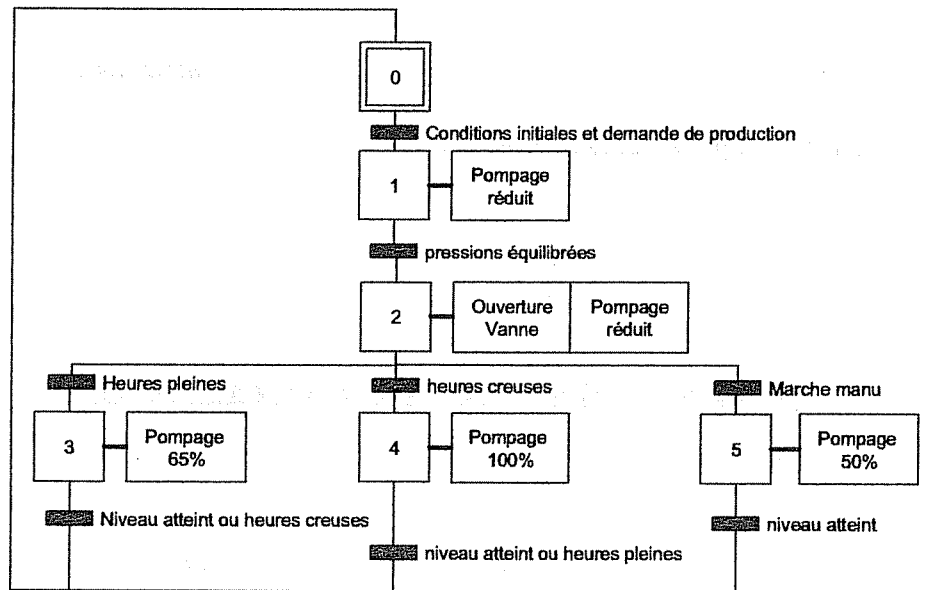 0
Conditions initiales et demande de production
1
Pompage
réduit
pressions équilibrées
2
Ouverture
Vanne
Pompage
réduit
Heures pleines
heures creuses
Marche manu
3
Pompage
65%
4
Pompage
100%
5
Pompage
50%
Niveau atteint ou heures creuses
niveau atteint ou heures pleines
niveau atteint